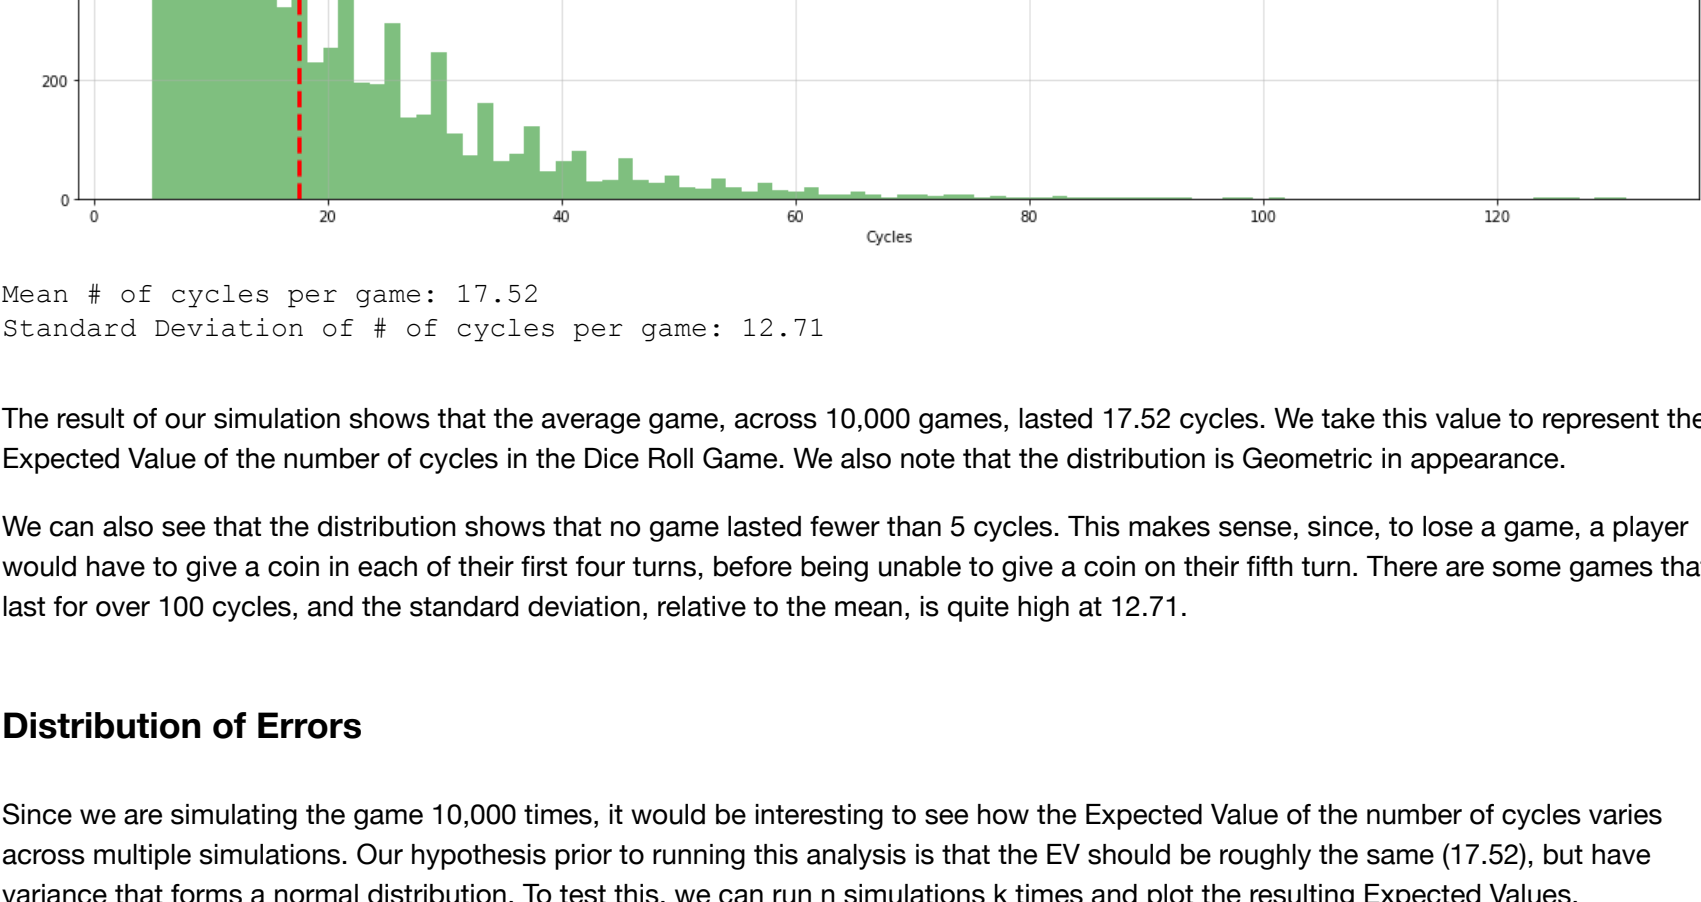 200
0
0 20 40 60 80 100 120
Cycles
Mean # of cycles per game: 17.52
Standard Deviation of # of cycles per game: 12.71
The result of our simulation shows that the average game, across 10,000 games, lasted 17.52 cycles. We take this value to represent the
Expected Value of the number of cycles in the Dice Roll Game. We also note that the distribution is Geometric in appearance.
We can also see that the distribution shows that no game lasted fewer than 5 cycles. This makes sense, since, to lose a game, a player
would have to give a coin in each of their first four turns, before being unable to give a coin on their fifth turn. There are some games that
last for over 100 cycles, and the standard deviation, relative to the mean, is quite high at 12.71.
Distribution of Errors
Since we are simulating the game 10,000 times, it would be interesting to see how the Expected Value of the number of cycles varies
across multiple simulations. Our hypothesis prior to running this analysis is that the EV should be roughly the same (17.52), but have
variance that forms a normal distribution. To test this, we can run n simulations k times and plot the resulting Expected Values.